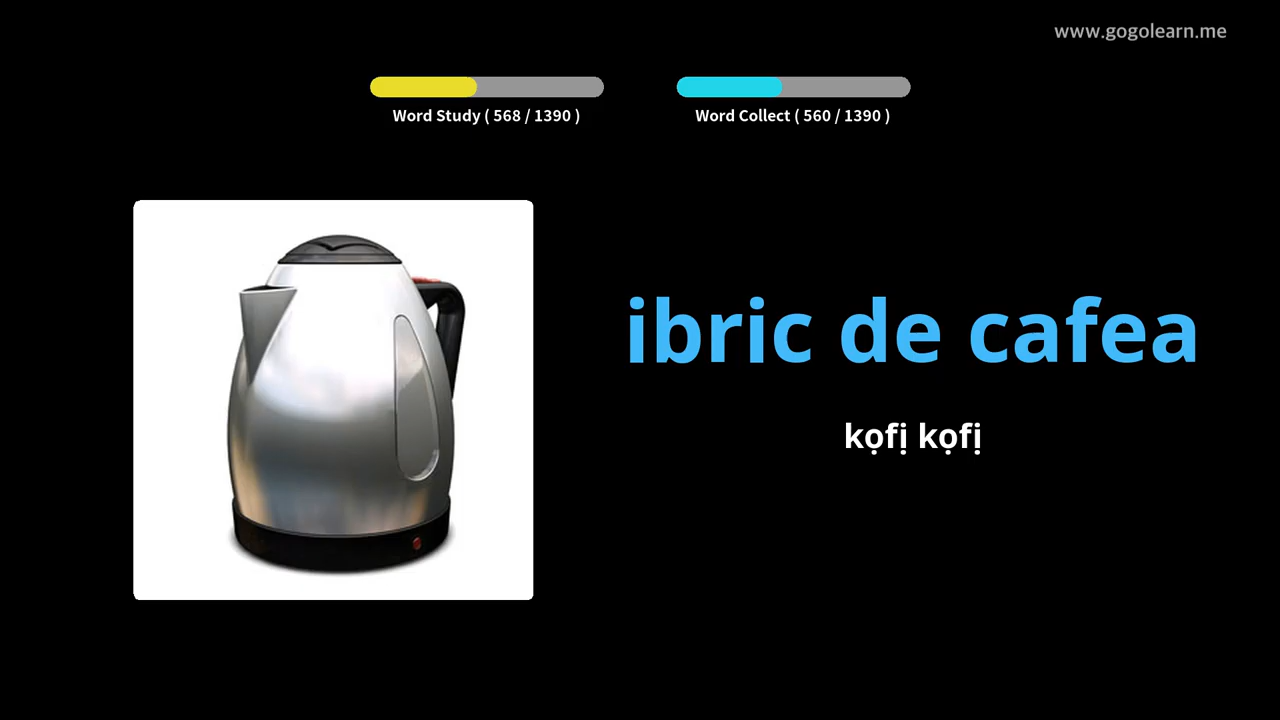 www.gogolearn.me
Word Study ( 568 / 1390 )
Word Collect ( 560 / 1390 )
ibric de cafea
kọfị kọfị